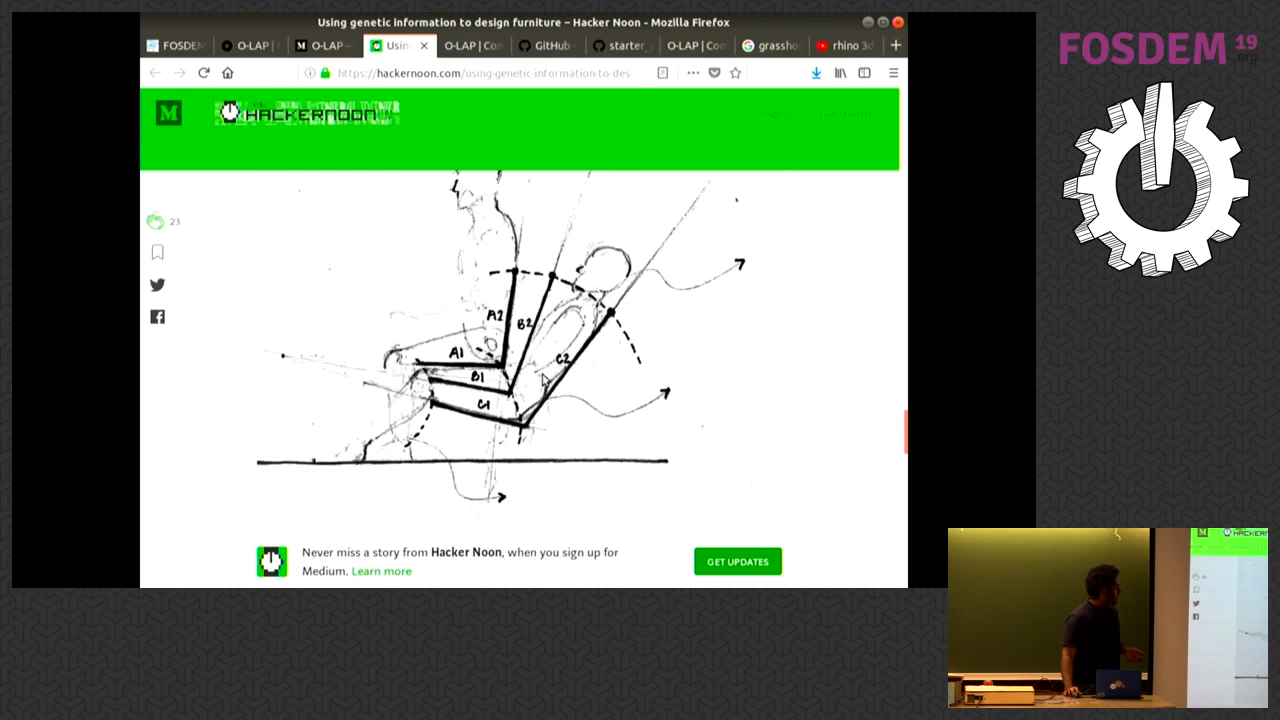 Using genetic information to design furniture – Hacker Noon - Mozilla Firefox
FOSDEM
O-LAP |
O-LAP –
Usin
O-LAP | Con
GitHub
starter_
O-LAP | Con
grassho
rhino 3d
https://hackernoon.com/using-genetic-information-to-des
M
HACKERNOON
23
A2
B2
A1
B1
C2
C1
Never miss a story from Hacker Noon, when you sign up for
Medium. Learn more
GET UPDATES
FOSDEM 19
.org